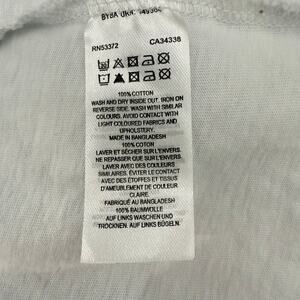 RN53372 CA34338
100% COTTON
WASH AND DRY INSIDE OUT. IRON ON
REVERSE SIDE. WASH WITH SIMILAR
COLOURS. AVOID CONTACT WITH
LIGHT COLOURED FABRICS AND
UPHOLSTERY.
MADE IN BANGLADESH
100% COTON
LAVER ET SÉCHER SUR L'ENVERS.
NE REPASSER QUE SUR L'ENVERS.
LAVER AVEC DES COULEURS
SIMILAIRES. ÉVITER LE CONTACT
AVEC DES ÉTOFFES ET TISSUS
D'AMEUBLEMENT DE COULEUR
CLAIRE.
FABRIQUÉ AU BANGLADESH
100% BAUMWOLLE
AUF LINKS WASCHEN UND
TROCKNEN. AUF LINKS BÜGELN.